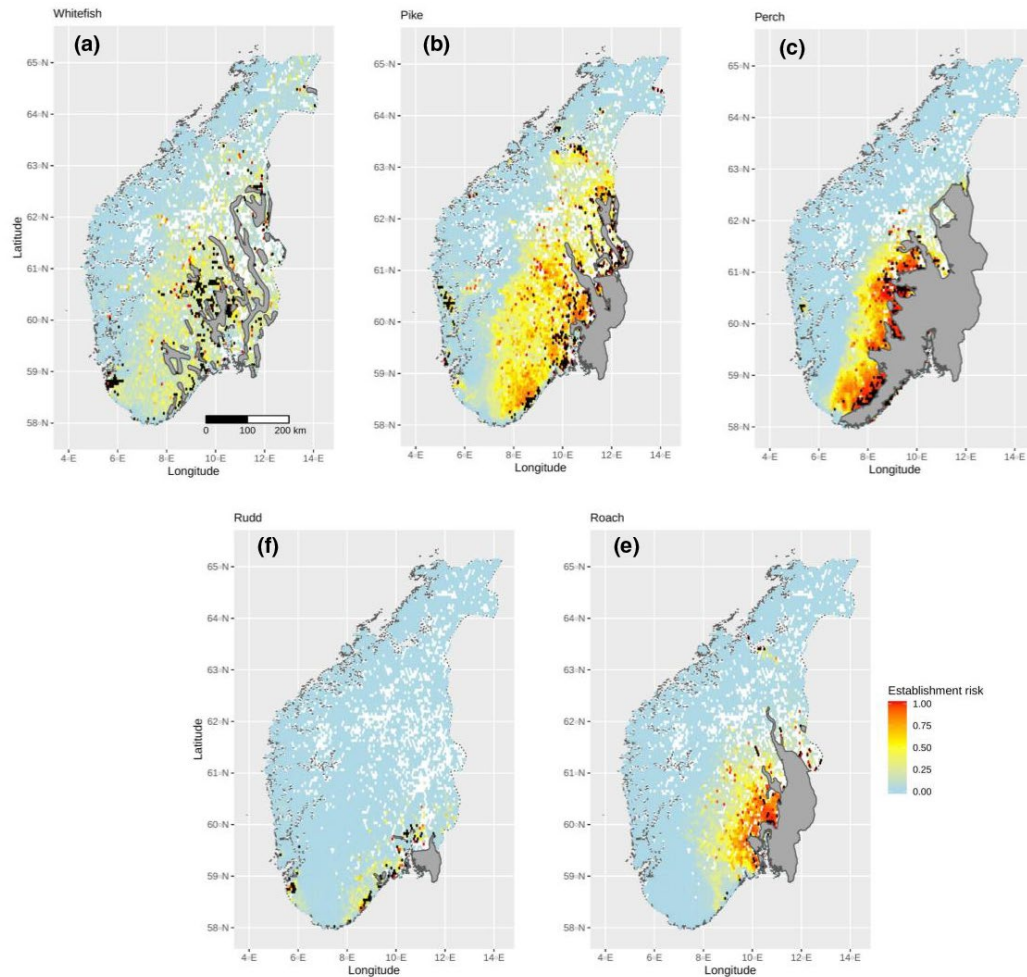 Whitefish
(a)
65◦N
64◦N
63◦N
62◦N
61◦N
60◦N
59◦N
58◦N
Latitude
0 100 200 km
4◦E 6◦E 8◦E 10◦E 12◦E 14◦E
Longitude
Pike
(b)
65◦N
64◦N
63◦N
62◦N
61◦N
60◦N
59◦N
58◦N
4◦E 6◦E 8◦E 10◦E 12◦E 14◦E
Longitude
Perch
(c)
65◦N
64◦N
63◦N
62◦N
61◦N
60◦N
59◦N
58◦N
4◦E 6◦E 8◦E 10◦E 12◦E 14◦E
Longitude
Rudd
(f)
65◦N
64◦N
63◦N
62◦N
61◦N
60◦N
59◦N
58◦N
Latitude
4◦E 6◦E 8◦E 10◦E 12◦E 14◦E
Longitude
Roach
(e)
65◦N
64◦N
63◦N
62◦N
61◦N
60◦N
59◦N
58◦N
4◦E 6◦E 8◦E 10◦E 12◦E 14◦E
Longitude
Establishment risk
1.00
0.75
0.50
0.25
0.00